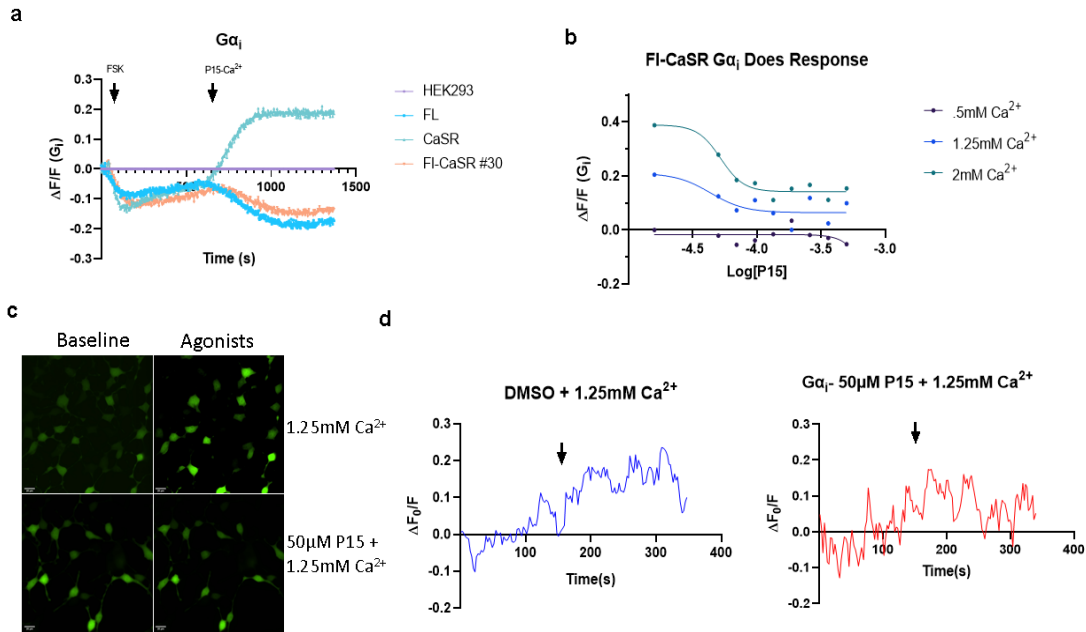 a
Gαi
FSK
P15-Ca2+
HEK293
FL
CaSR
Fl-CaSR #30
ΔF/F (Gi)
0.3
0.2
0.1
0.0
-0.1
-0.2
-0.3
1000
1500
Time (s)
b
Fl-CaSR Gαi Does Response
.5mM Ca2+
1.25mM Ca2+
2mM Ca2+
ΔF/F (Gi)
0.4
0.2
0.0
-0.2
-4.5
-4.0
-3.5
-3.0
Log[P15]
c
Baseline
Agonists
1.25mM Ca2+
50µM P15 +
1.25mM Ca2+
d
DMSO + 1.25mM Ca2+
ΔF0/F
0.3
0.2
0.1
0.0
-0.1
-0.2
100
200
300
400
Time(s)
Gαi- 50µM P15 + 1.25mM Ca2+
ΔF0/F
0.3
0.2
0.1
0.0
-0.1
-0.2
100
200
300
400
Time(s)